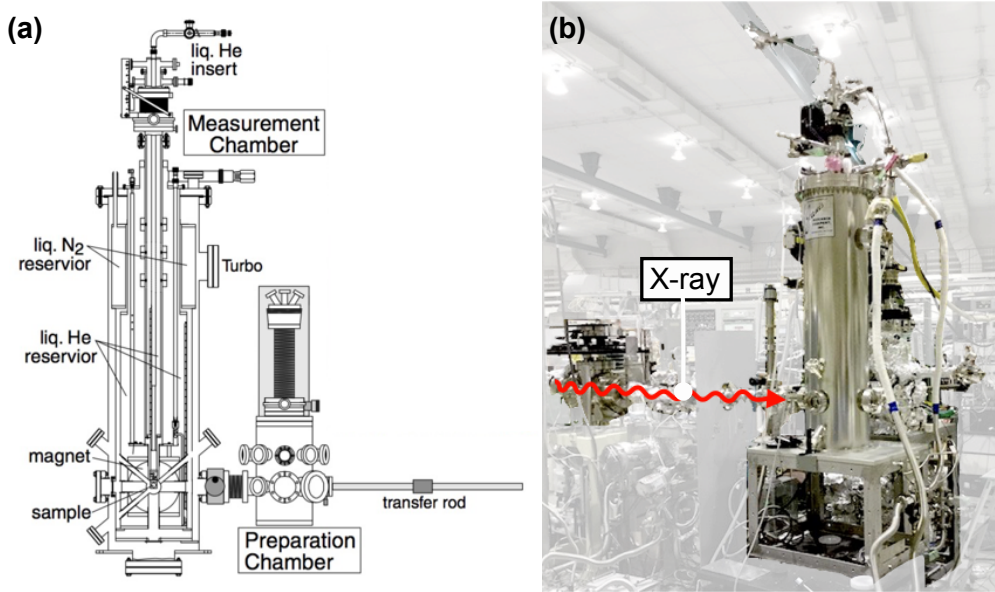 (a)
liq. He
insert
Measurement
Chamber
liq. N2
reservior
Turbo
liq. He
reservior
magnet
sample
transfer rod
Preparation
Chamber
(b)
X-ray